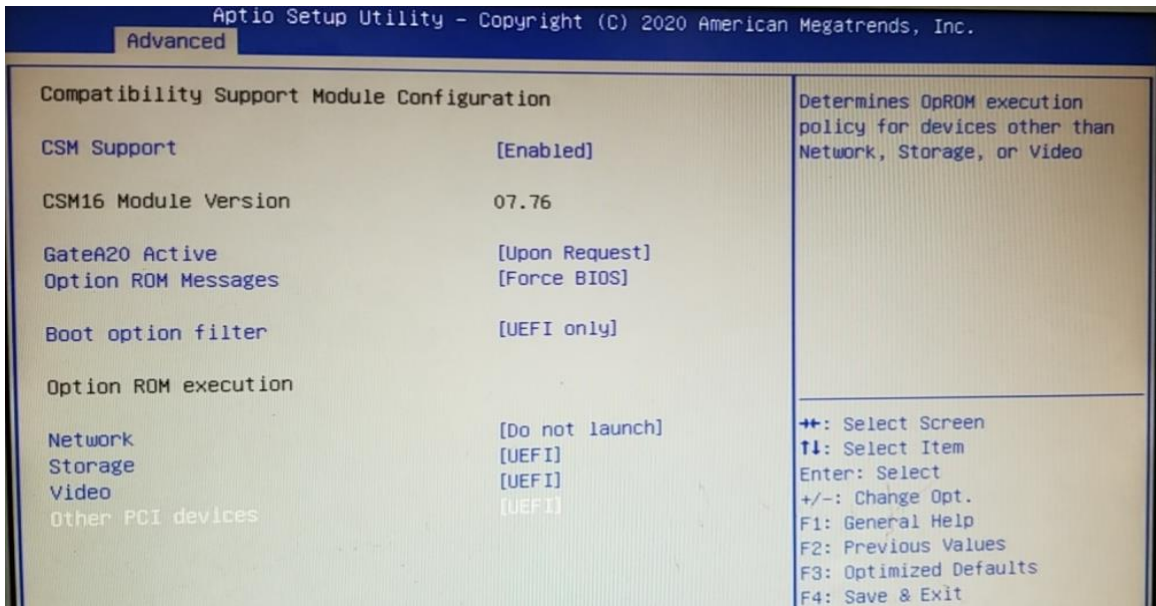 Aptio Setup Utility – Copyright (C) 2020 American Megatrends, Inc.
Advanced
Compatibility Support Module Configuration
CSM Support [Enabled]
CSM16 Module Version 07.76
GateA20 Active [Upon Request]
Option ROM Messages [Force BIOS]
Boot option filter [UEFI only]
Option ROM execution
Network [Do not launch]
Storage [UEFI]
Video [UEFI]
Other PCI devices [UEFI]
Determines OpROM execution
policy for devices other than
Network, Storage, or Video
→←: Select Screen
↑↓: Select Item
Enter: Select
+/-: Change Opt.
F1: General Help
F2: Previous Values
F3: Optimized Defaults
F4: Save & Exit